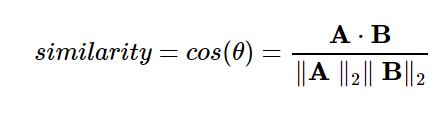 similarity = cos(θ) = A · B / ‖A ‖₂‖ B‖₂